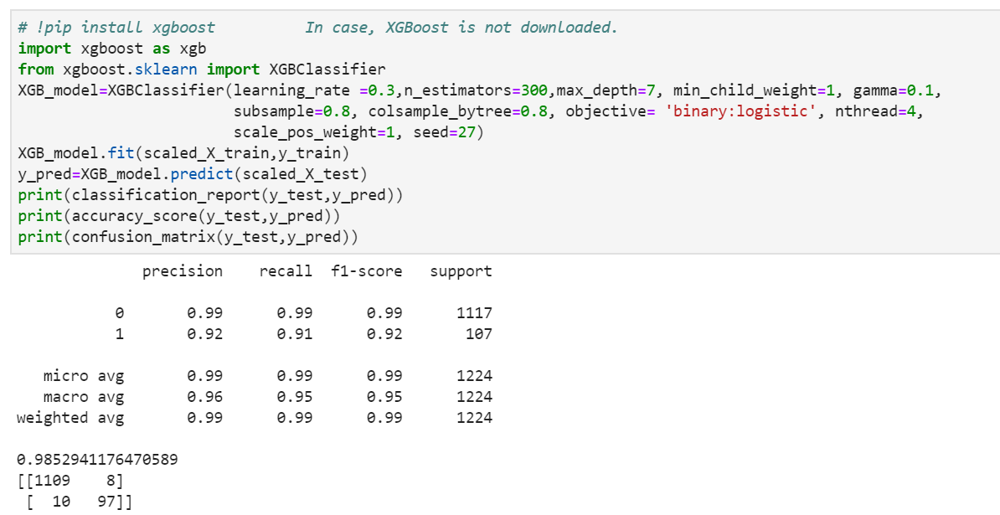 # !pip install xgboost          In case, XGBoost is not downloaded.
import xgboost as xgb
from xgboost.sklearn import XGBClassifier
XGB_model=XGBClassifier(learning_rate =0.3,n_estimators=300,max_depth=7, min_child_weight=1, gamma=0.1,
                        subsample=0.8, colsample_bytree=0.8, objective= 'binary:logistic', nthread=4,
                        scale_pos_weight=1, seed=27)
XGB_model.fit(scaled_X_train,y_train)
y_pred=XGB_model.predict(scaled_X_test)
print(classification_report(y_test,y_pred))
print(accuracy_score(y_test,y_pred))
print(confusion_matrix(y_test,y_pred))
              precision    recall  f1-score   support
           0       0.99      0.99      0.99      1117
           1       0.92      0.91      0.92       107
   micro avg       0.99      0.99      0.99      1224
   macro avg       0.96      0.95      0.95      1224
weighted avg       0.99      0.99      0.99      1224
0.9852941176470589
[[1109    8]
 [  10   97]]